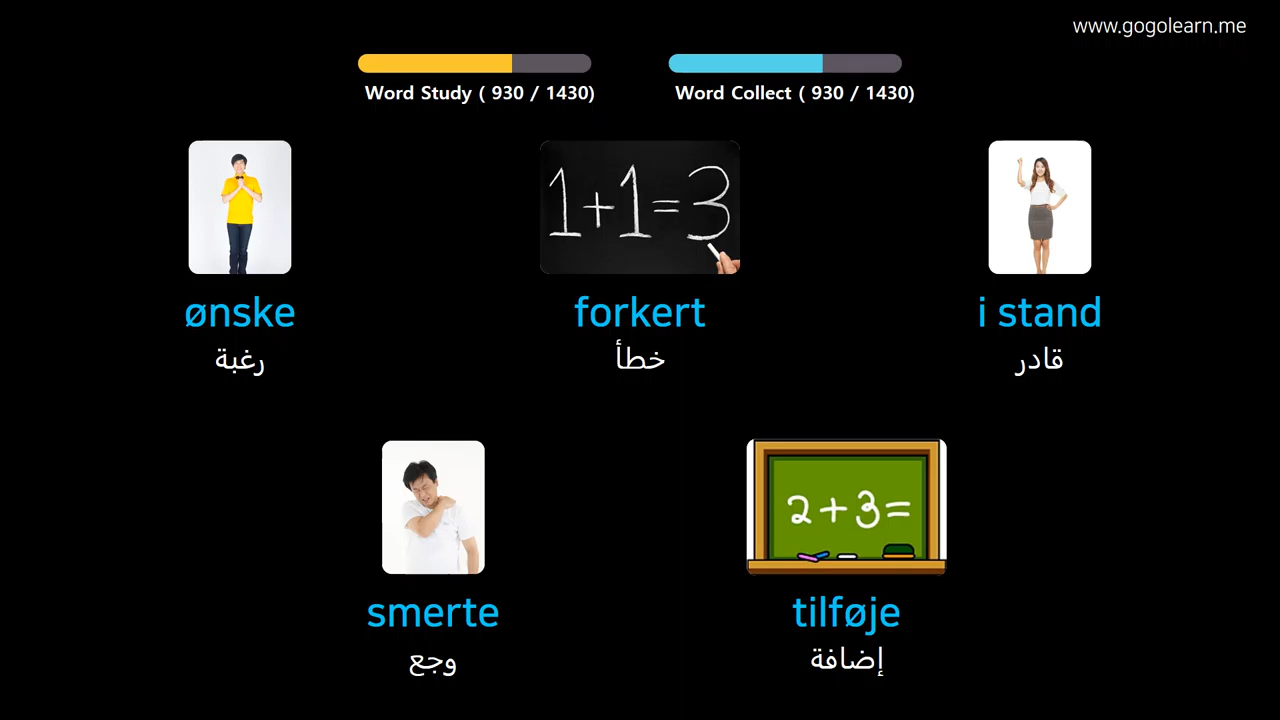 www.gogolearn.me
Word Study ( 930 / 1430)
Word Collect ( 930 / 1430)
1+1=3
ønske
forkert
i stand
رغبة
خطأ
قادر
2+3=
smerte
tilføje
وجع
إضافة